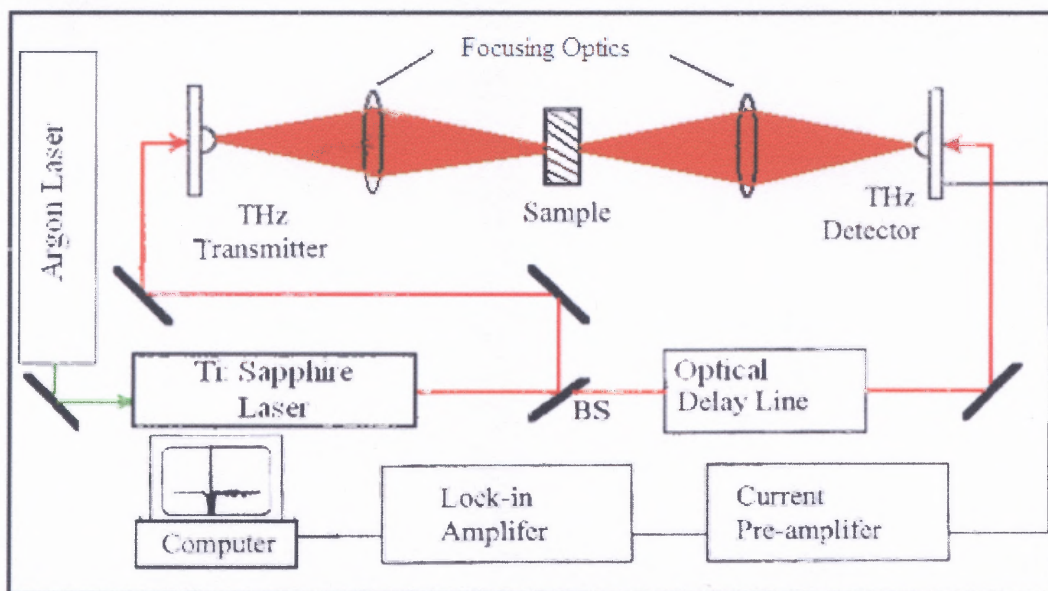 Focusing Optics
Argon Laser
THz
Transmitter
Sample
THz
Detector
Ti: Sapphire
Laser
BS
Optical
Delay Line
Computer
Lock-in
Amplifer
Current
Pre-amplifer